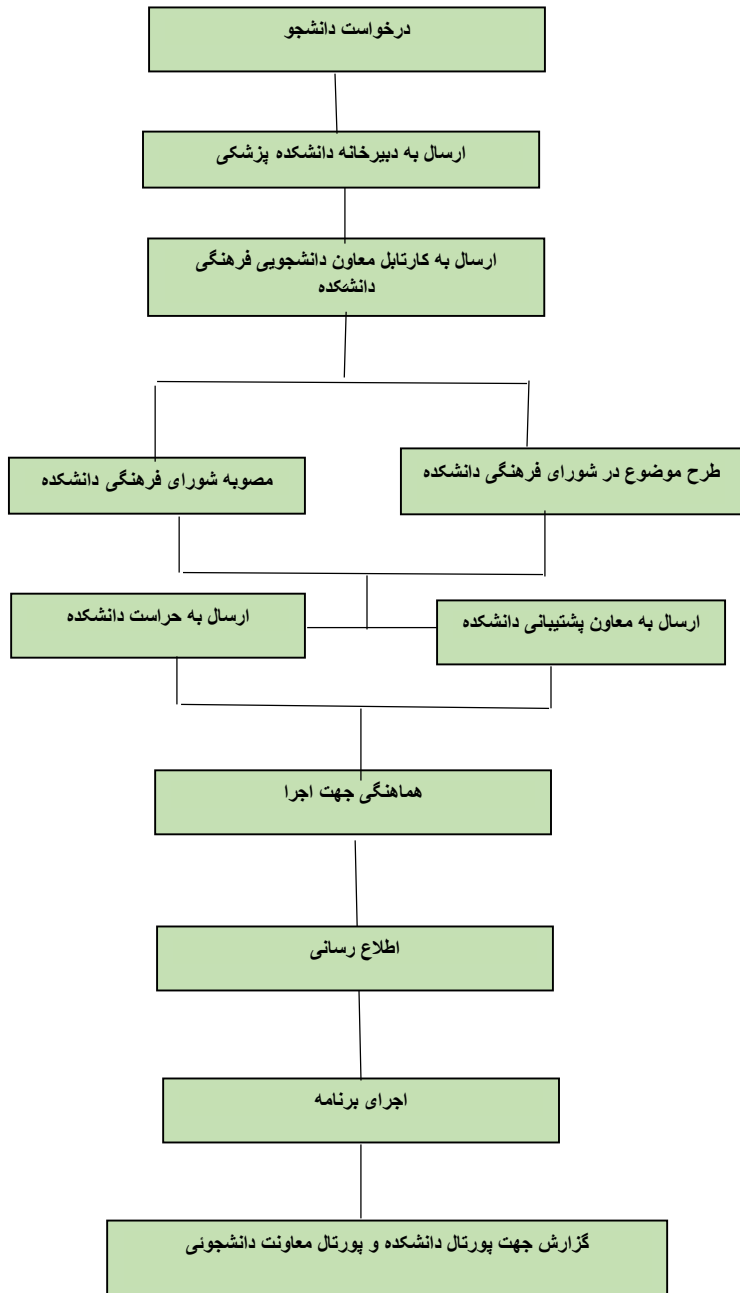 درخواست دانشجو
ارسال به دبیرخانه دانشکده پزشکی
ارسال به کارتابل معاون دانشجویی فرهنگی
دانشکده
طرح موضوع در شورای فرهنگی دانشکده
مصوبه شورای فرهنگی دانشکده
ارسال به معاون پشتیبانی دانشکده
ارسال به حراست دانشکده
هماهنگی جهت اجرا
اطلاع رسانی
اجرای برنامه
گزارش جهت پورتال دانشکده و پورتال معاونت دانشجوئی